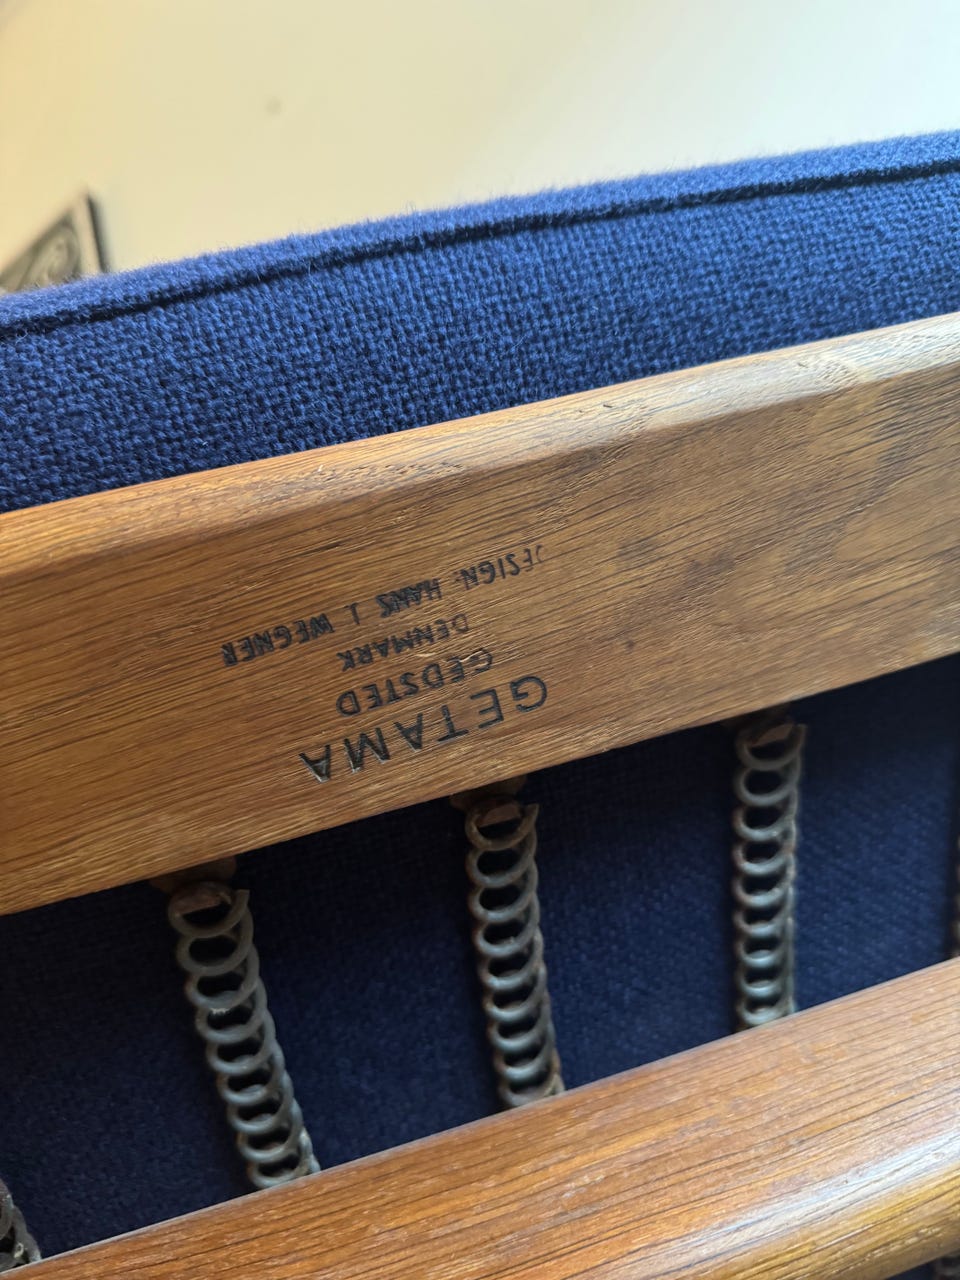 GETAMA
GEDSTED
DENMARK
DESIGN: HANS J. WEGNER